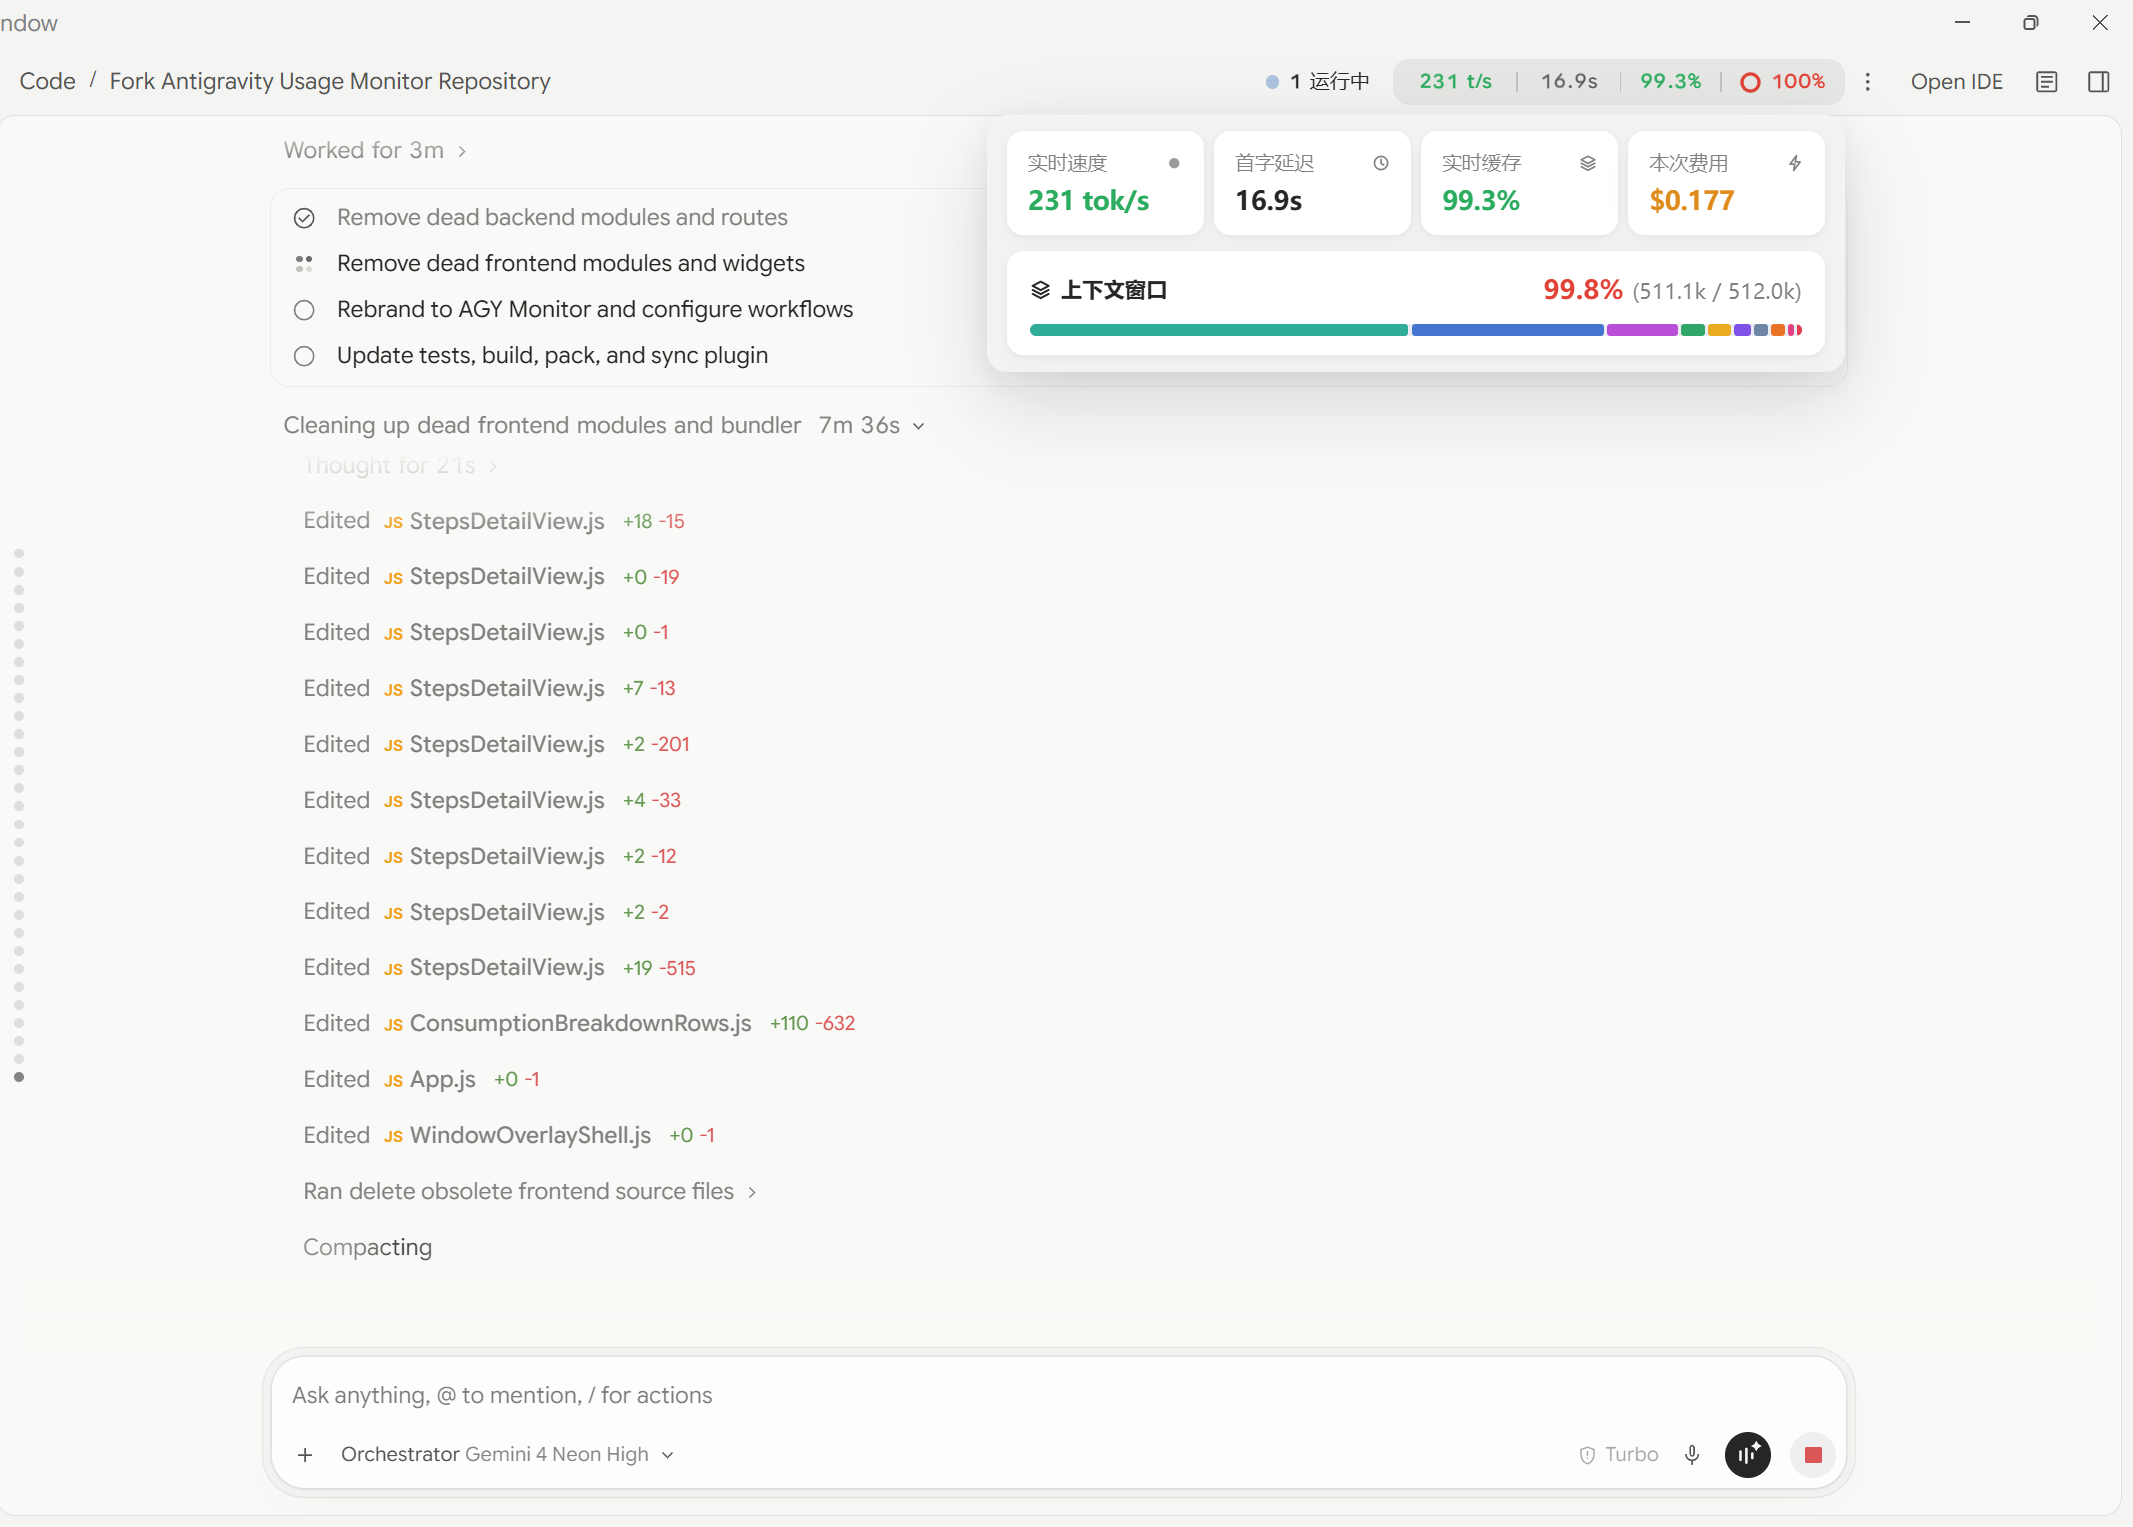 ndow
Code / Fork Antigravity Usage Monitor Repository
1 运行中
231 t/s | 16.9s | 99.3% | 100%
Open IDE
Worked for 3m
Remove dead backend modules and routes
Remove dead frontend modules and widgets
Rebrand to AGY Monitor and configure workflows
Update tests, build, pack, and sync plugin
实时速度
231 tok/s
首字延迟
16.9s
实时缓存
99.3%
本次费用
$0.177
上下文窗口
99.8% (511.1k / 512.0k)
Cleaning up dead frontend modules and bundler 7m 36s
Thought for 21s
Edited JS StepsDetailView.js +18 -15
Edited JS StepsDetailView.js +0 -19
Edited JS StepsDetailView.js +0 -1
Edited JS StepsDetailView.js +7 -13
Edited JS StepsDetailView.js +2 -201
Edited JS StepsDetailView.js +4 -33
Edited JS StepsDetailView.js +2 -12
Edited JS StepsDetailView.js +2 -2
Edited JS StepsDetailView.js +19 -515
Edited JS ConsumptionBreakdownRows.js +110 -632
Edited JS App.js +0 -1
Edited JS WindowOverlayShell.js +0 -1
Ran delete obsolete frontend source files
Compacting
Ask anything, @ to mention, / for actions
Orchestrator Gemini 4 Neon High
Turbo